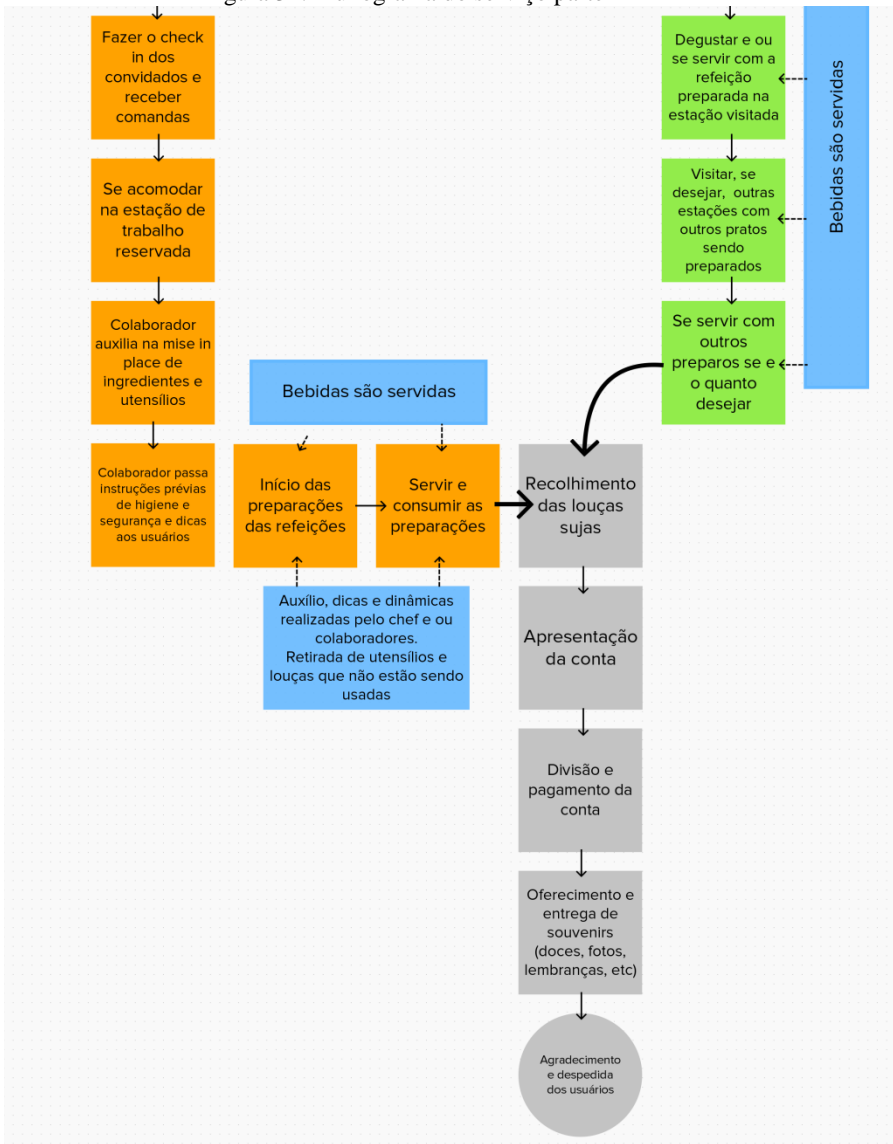 Fazer o check
in dos
convidados e
receber
comandas
Se acomodar
na estação de
trabalho
reservada
Colaborador
auxilia na mise in
place de
ingredientes e
utensílios
Colaborador passa
instruções prévias
de higiene e
segurança e dicas
aos usuários
Bebidas são servidas
Início das
preparações
das refeições
Servir e
consumir as
preparações
Auxílio, dicas e dinâmicas
realizadas pelo chef e ou
colaboradores.
Retirada de utensílios e
louças que não estão sendo
usadas
Degustar e ou
se servir com a
refeição
preparada na
estação visitada
Visitar, se
desejar, outras
estações com
outros pratos
sendo
preparados
Se servir com
outros
preparos se e
o quanto
desejar
Bebidas são servidas
Recolhimento
das louças
sujas
Apresentação
da conta
Divisão e
pagamento da
conta
Oferecimento e
entrega de
souvenirs
(doces, fotos,
lembranças, etc)
Agradecimento
e despedida
dos usuários